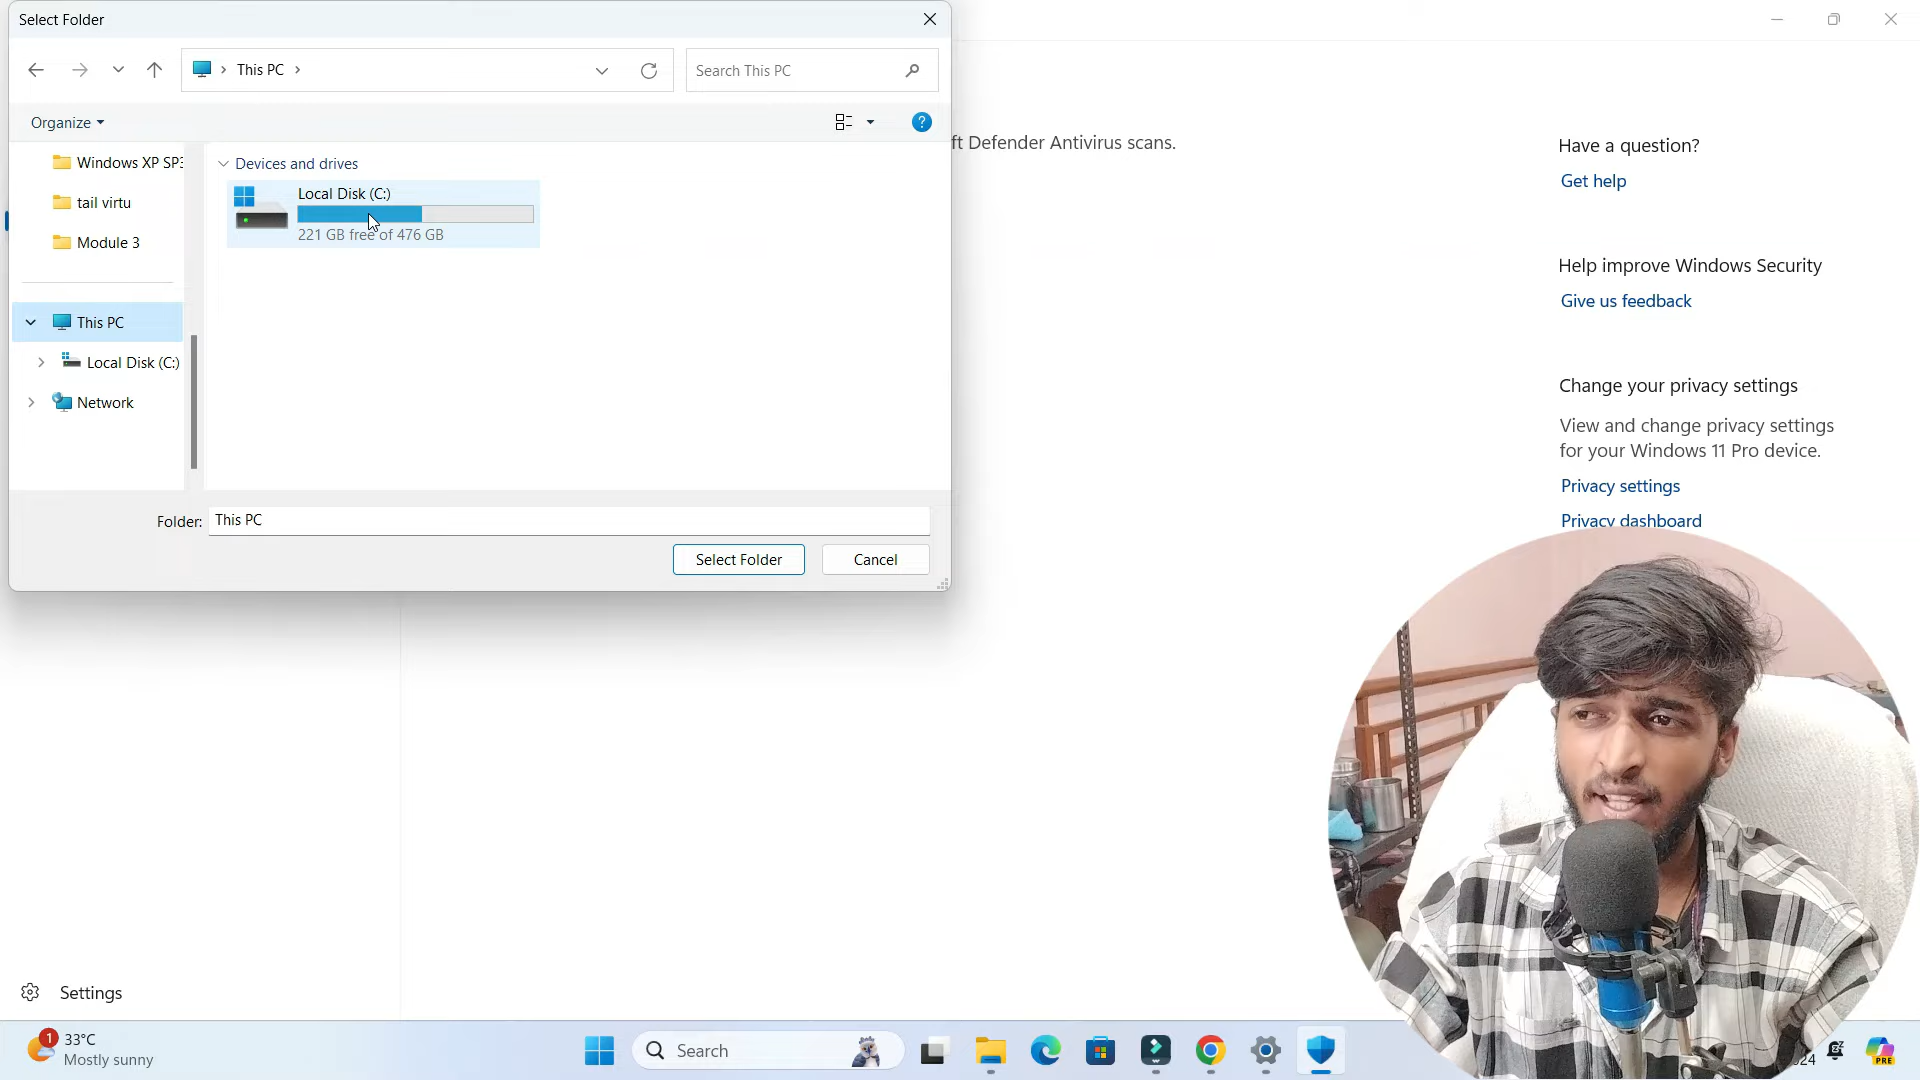 Select Folder
This PC
Search This PC
Organize
?
ft Defender Antivirus scans.
Windows XP SP3
tail virtu
Module 3
This PC
Local Disk (C:)
Network
Devices and drives
Local Disk (C:)
221 GB free of 476 GB
Folder: This PC
Select Folder
Cancel
Have a question?
Get help
Help improve Windows Security
Give us feedback
Change your privacy settings
View and change privacy settings
for your Windows 11 Pro device.
Privacy settings
Privacy dashboard
Settings
1
33°C
Mostly sunny
Search
PRE